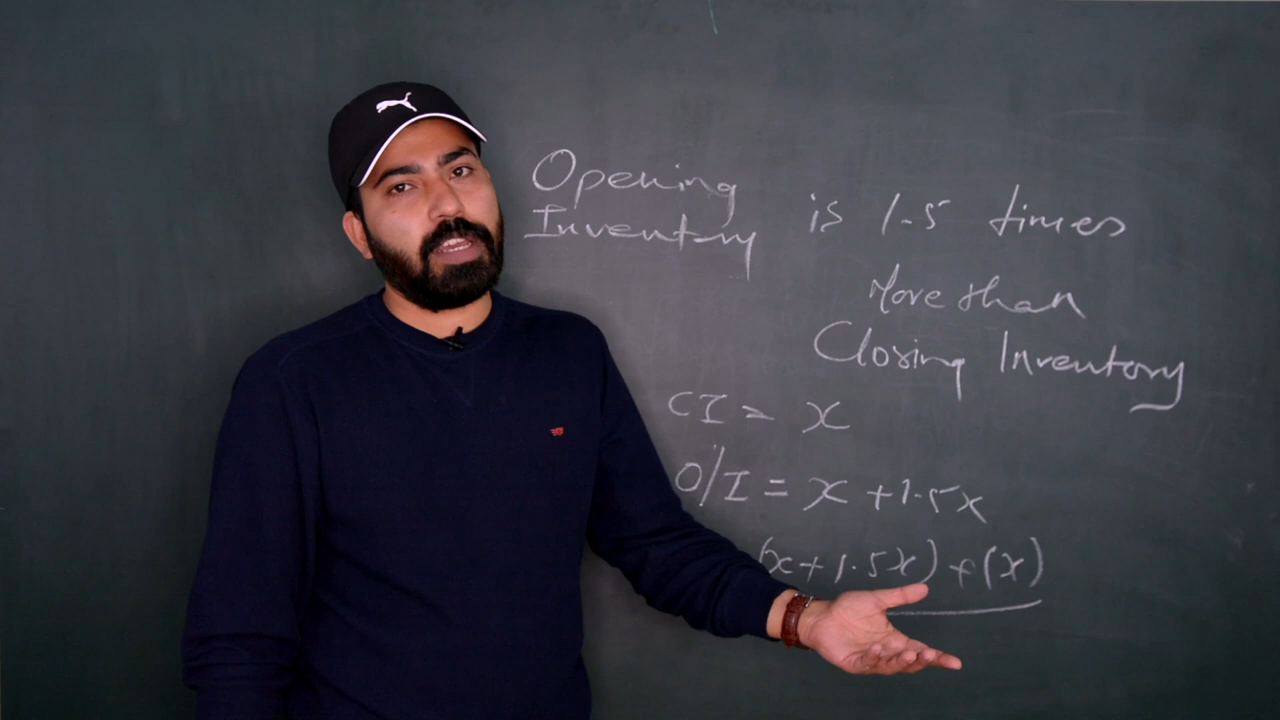 Opening
Inventory is 1.5 times
More than
Closing Inventory
CI = x
O/I = x + 1.5x
(x + 1.5x) + (x)